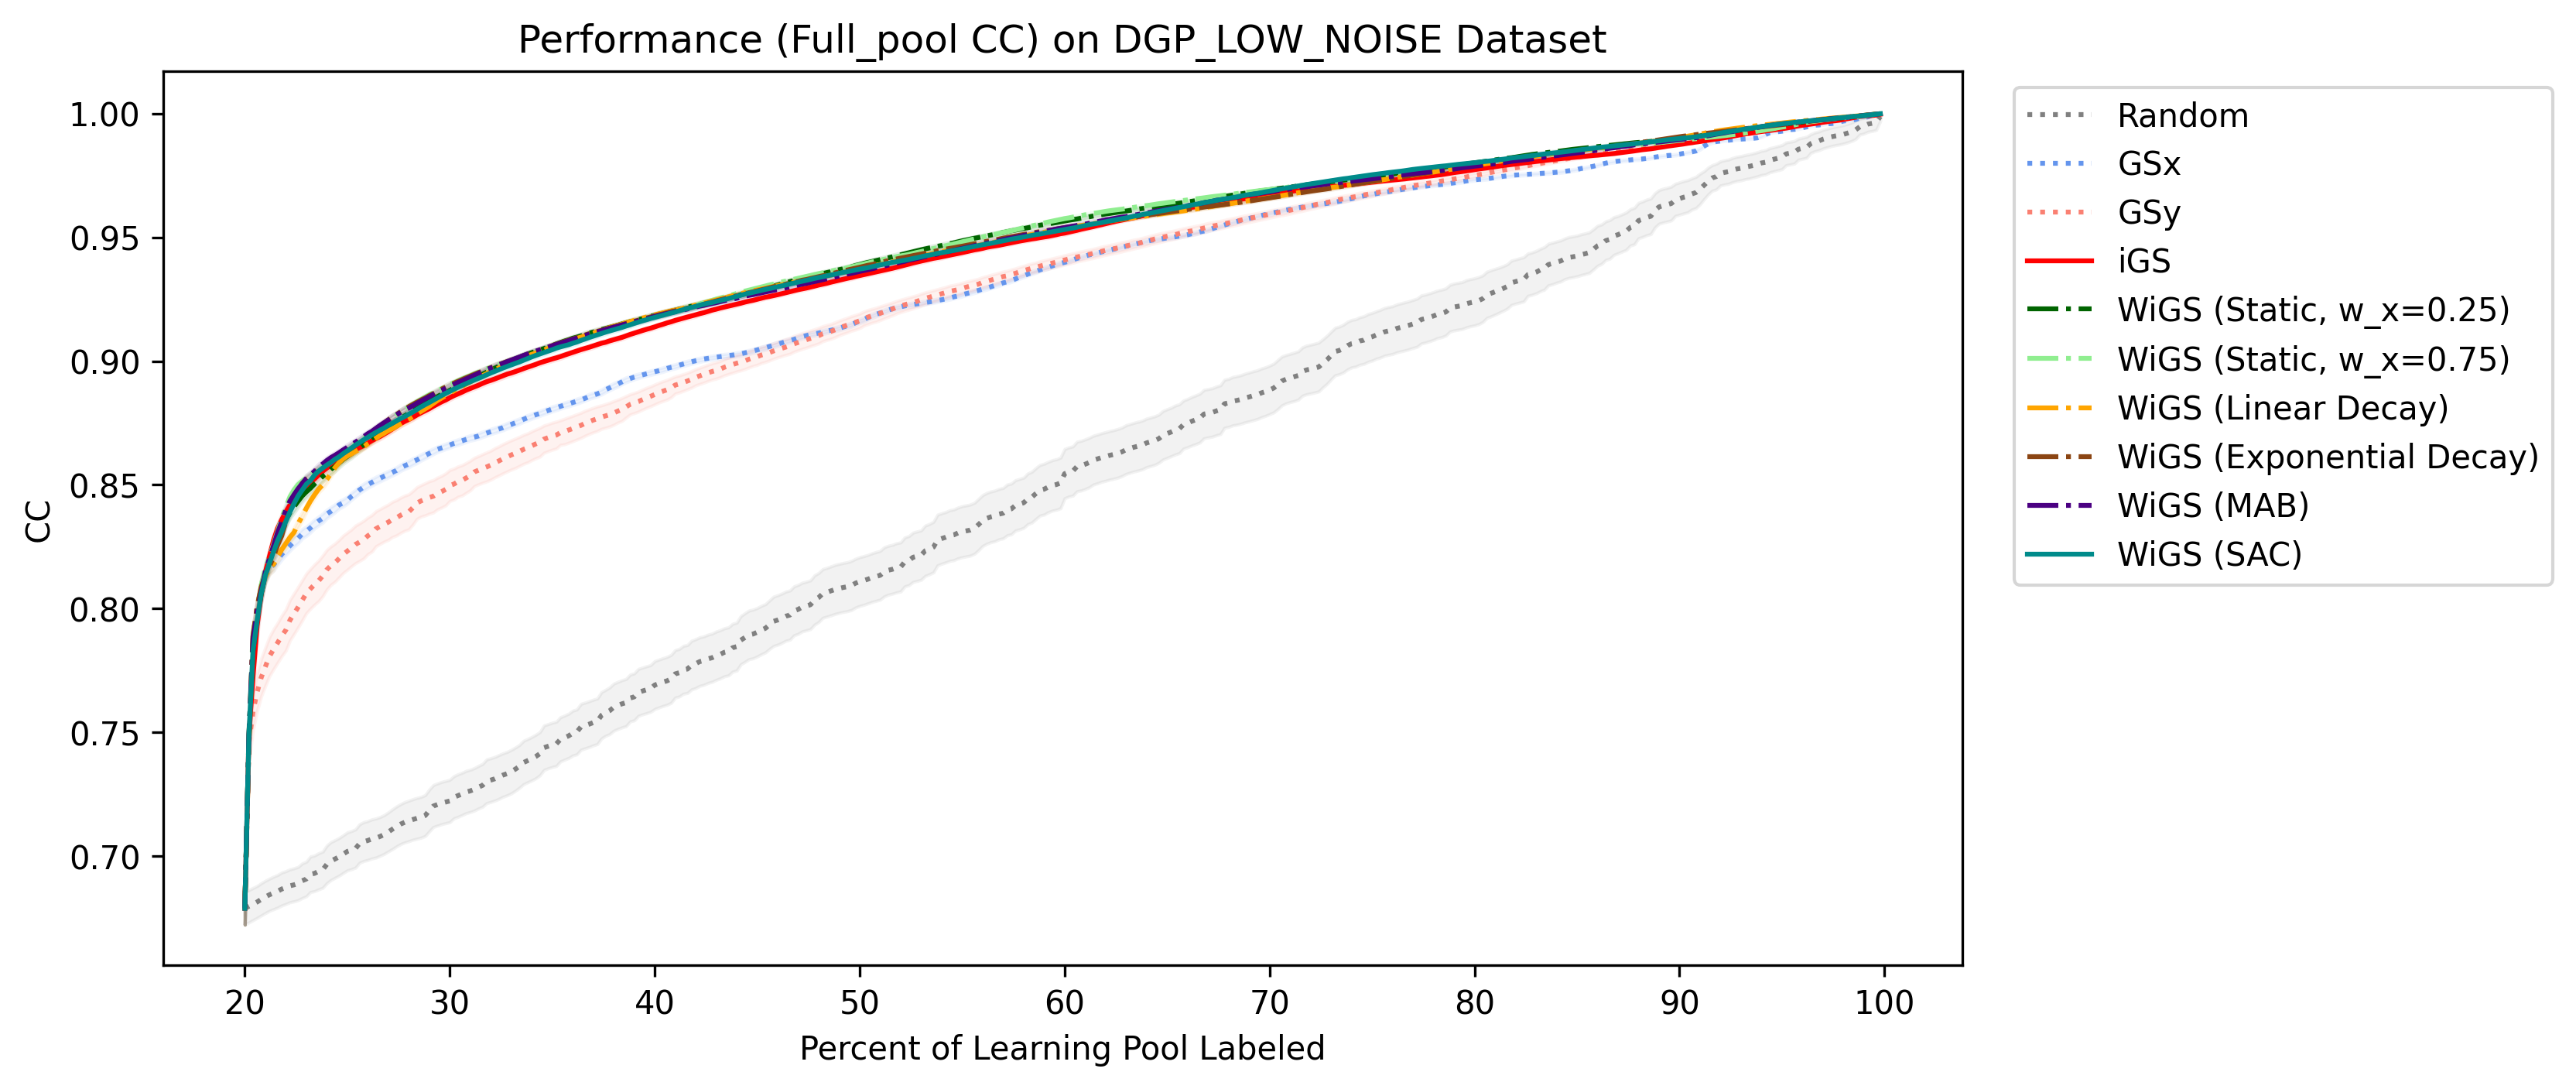 Performance (Full_pool CC) on DGP_LOW_NOISE Dataset
CC
1.00
0.95
0.90
0.85
0.80
0.75
0.70
20 30 40 50 60 70 80 90 100
Percent of Learning Pool Labeled
Random
GSx
GSy
iGS
WiGS (Static, w_x=0.25)
WiGS (Static, w_x=0.75)
WiGS (Linear Decay)
WiGS (Exponential Decay)
WiGS (MAB)
WiGS (SAC)